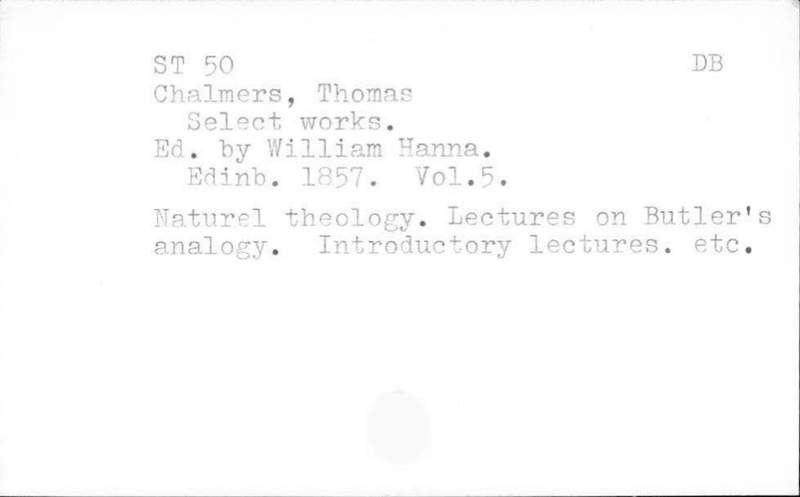 ST 50 DB
Chalmers, Thomas
Select works.
Ed. by William Hanna.
Edinb. 1857. Vol.5.
Naturel theology. Lectures on Butler's
analogy. Introductory lectures. etc.